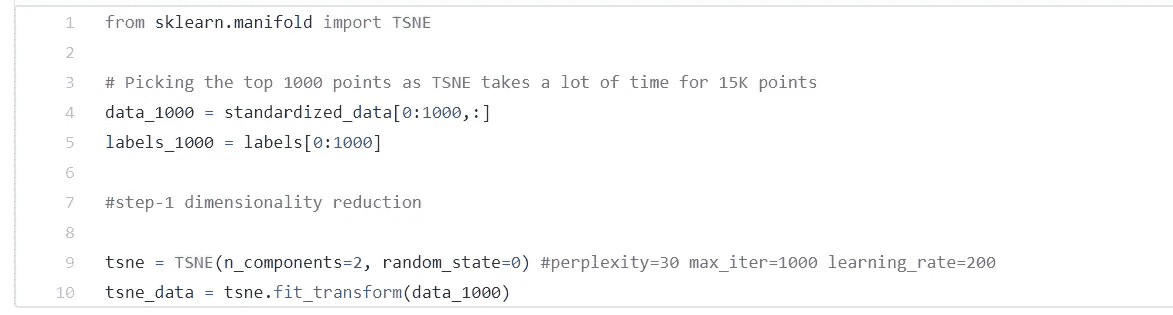 1 from sklearn.manifold import TSNE
2
3 # Picking the top 1000 points as TSNE takes a lot of time for 15K points
4 data_1000 = standardized_data[0:1000,:]
5 labels_1000 = labels[0:1000]
6
7 #step-1 dimensionality reduction
8
9 tsne = TSNE(n_components=2, random_state=0) #perplexity=30 max_iter=1000 learning_rate=200
10 tsne_data = tsne.fit_transform(data_1000)